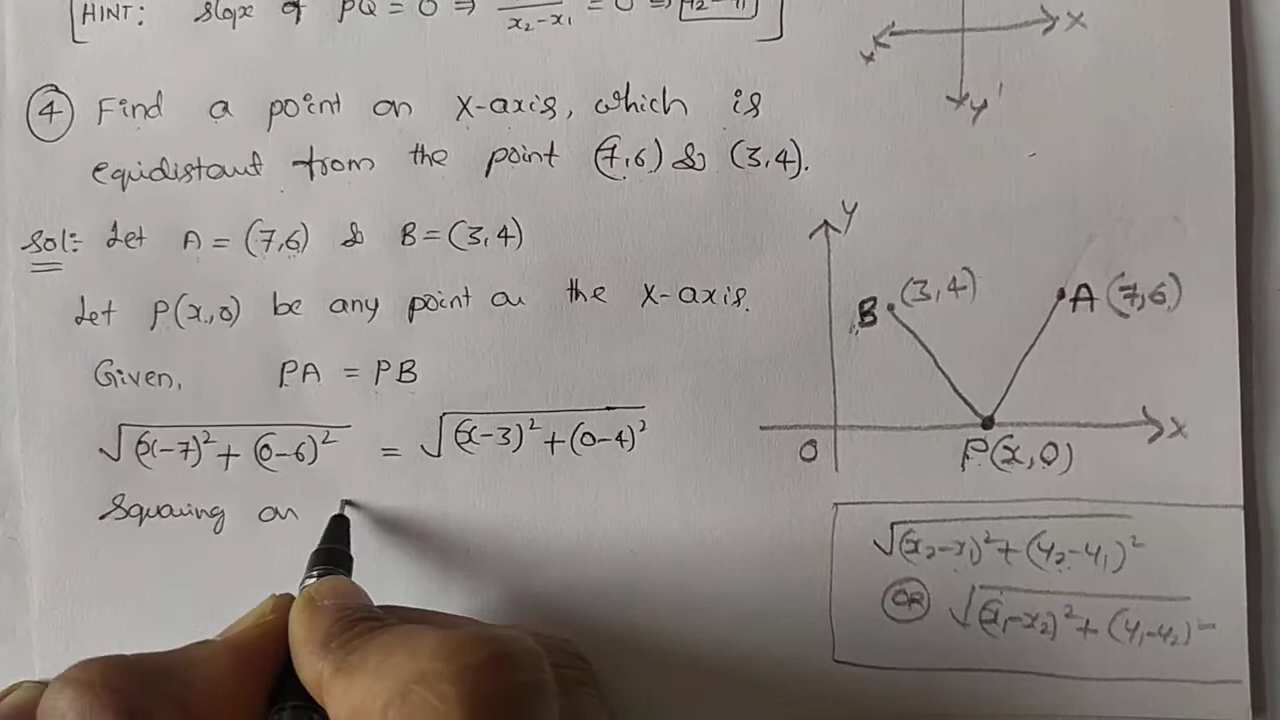 [HINT: Slope of PQ = 0 ⇒ /x₂-x₁ = 0 ⇒
X
X
Y'
④ Find a point on X-axis, which is
equidistant from the point (7,6) & (3,4).
Sol:- Let A = (7,6) & B = (3,4)
Let P(x,0) be any point on the X-axis.
Given, PA = PB
√(x-7)² + (0-6)² = √(x-3)² + (0-4)²
Squaing on
Y
B (3,4)
A (7,6)
X
0
P(x,0)
√(x₂-x₁)² + (y₂-y₁)²
OR √(x₁-x₂)² + (y₁-y₂)